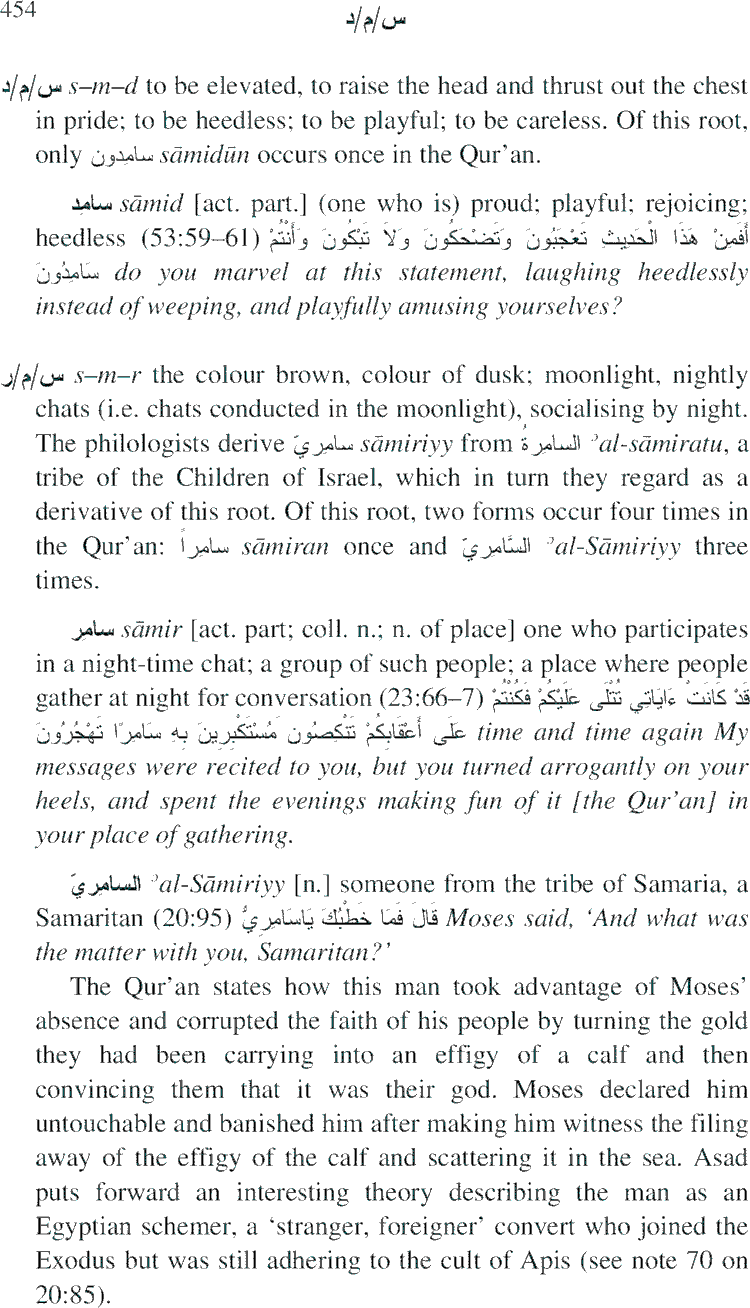 454
س/م/د
س/م/د s–m–d to be elevated, to raise the head and thrust out the chest
in pride; to be heedless; to be playful; to be careless. Of this root,
only سامدون sāmidūn occurs once in the Qur’an.
سامِد sāmid [act. part.] (one who is) proud; playful; rejoicing;
heedless (53:59–61) أَفَمِنْ هَذَا الْحَدِيثِ تَعْجَبُونَ وَتَضْحَكُونَ وَلاَ تَبْكُونَ وَأَنْتُمْ
سَامِدُونَ do you marvel at this statement, laughing heedlessly
instead of weeping, and playfully amusing yourselves?
س/م/ر s–m–r the colour brown, colour of dusk; moonlight, nightly
chats (i.e. chats conducted in the moonlight), socialising by night.
The philologists derive سامريّ sāmiriyy from السامرةُ ʾal-sāmiratu, a
tribe of the Children of Israel, which in turn they regard as a
derivative of this root. Of this root, two forms occur four times in
the Qur’an: سامراً sāmiran once and السَّامِريّ ʾal-Sāmiriyy three
times.
سامِر sāmir [act. part; coll. n.; n. of place] one who participates
in a night-time chat; a group of such people; a place where people
gather at night for conversation (23:66–7) قَدْ كَانَتْ ءَايَاتِي تُتْلَى عَلَيْكُمْ فَكُنْتُمْ
عَلَى أَعْقَابِكُمْ تَنْكِصُون مُسْتَكْبِرِينَ بِهِ سَامِرًا تَهْجُرُونَ time and time again My
messages were recited to you, but you turned arrogantly on your
heels, and spent the evenings making fun of it [the Qur’an] in
your place of gathering.
السامِريّ ʾal-Sāmiriyy [n.] someone from the tribe of Samaria, a
Samaritan (20:95) قَالَ فَمَا خَطْبُكَ يَاسَامِرِيُّ Moses said, ‘And what was
the matter with you, Samaritan?’
The Qur’an states how this man took advantage of Moses’
absence and corrupted the faith of his people by turning the gold
they had been carrying into an effigy of a calf and then
convincing them that it was their god. Moses declared him
untouchable and banished him after making him witness the filing
away of the effigy of the calf and scattering it in the sea. Asad
puts forward an interesting theory describing the man as an
Egyptian schemer, a ‘stranger, foreigner’ convert who joined the
Exodus but was still adhering to the cult of Apis (see note 70 on
20:85).